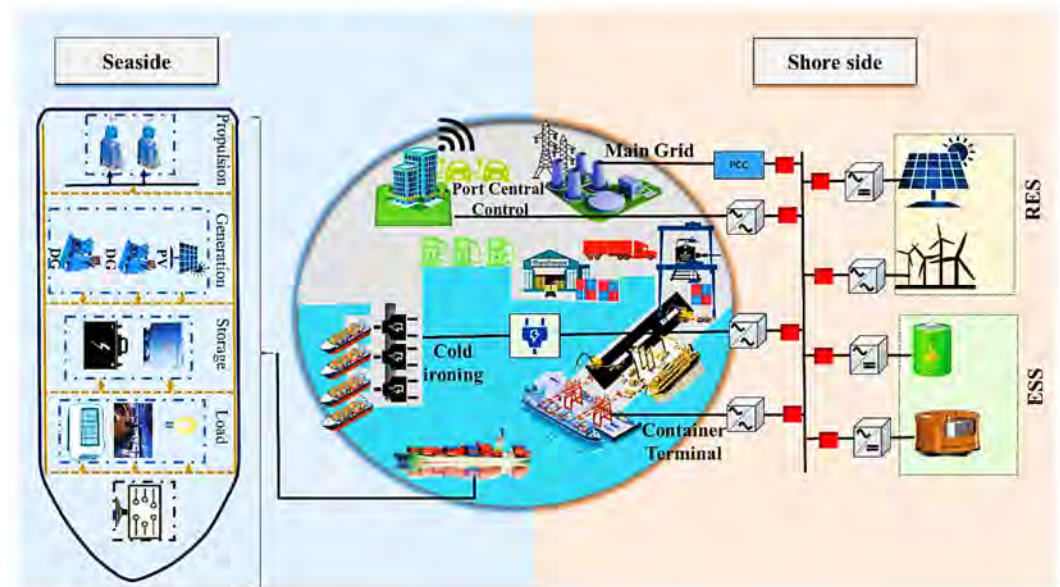 Seaside
Shore side
Propulsion
Generation
DG
DG
PV
Storage
Load
Main Grid
PCC
Port Central
Control
Cold
ironing
Container
Terminal
RES
ESS